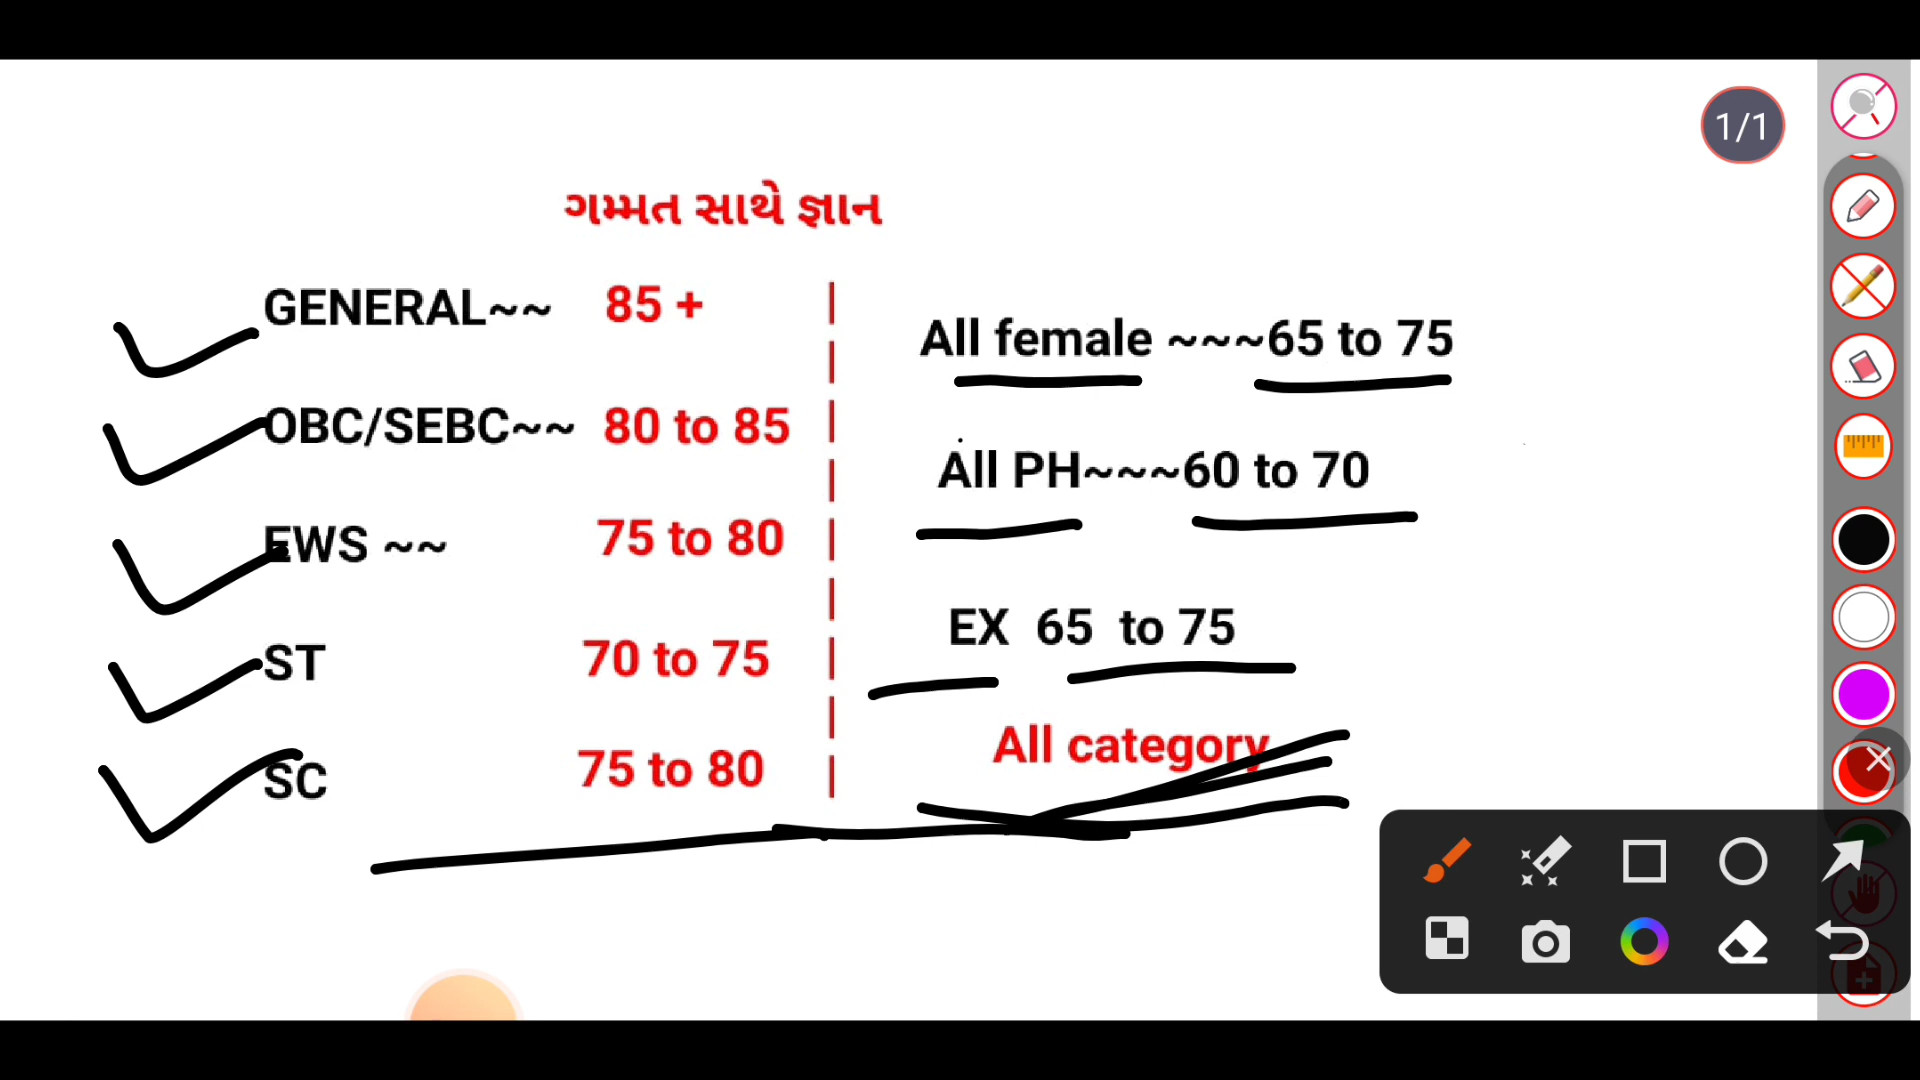 1/1
ગમ્મત સાથે જ્ઞાન
GENERAL~~ 85 +
OBC/SEBC~~ 80 to 85
EWS ~~ 75 to 80
ST 70 to 75
SC 75 to 80
All female ~~~65 to 75
All PH~~~60 to 70
EX 65 to 75
All category